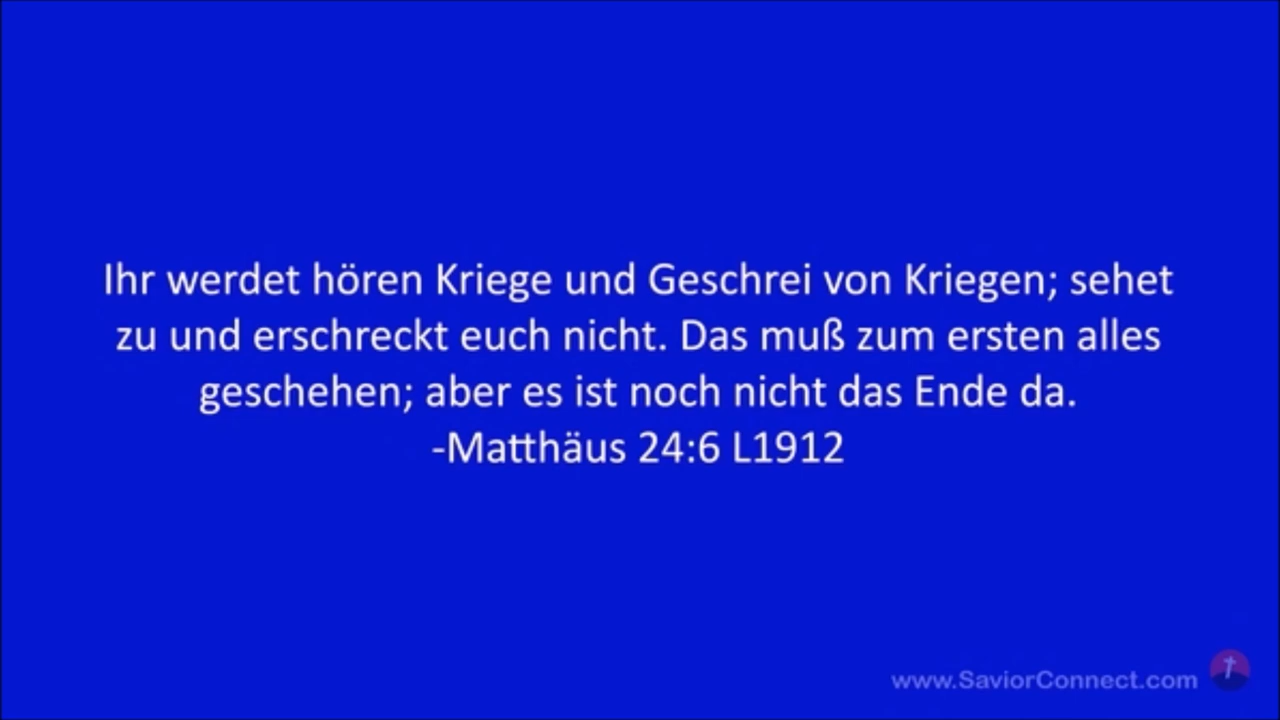 Ihr werdet hören Kriege und Geschrei von Kriegen; sehet
zu und erschreckt euch nicht. Das muß zum ersten alles
geschehen; aber es ist noch nicht das Ende da.
-Matthäus 24:6 L1912
www.SaviorConnect.com